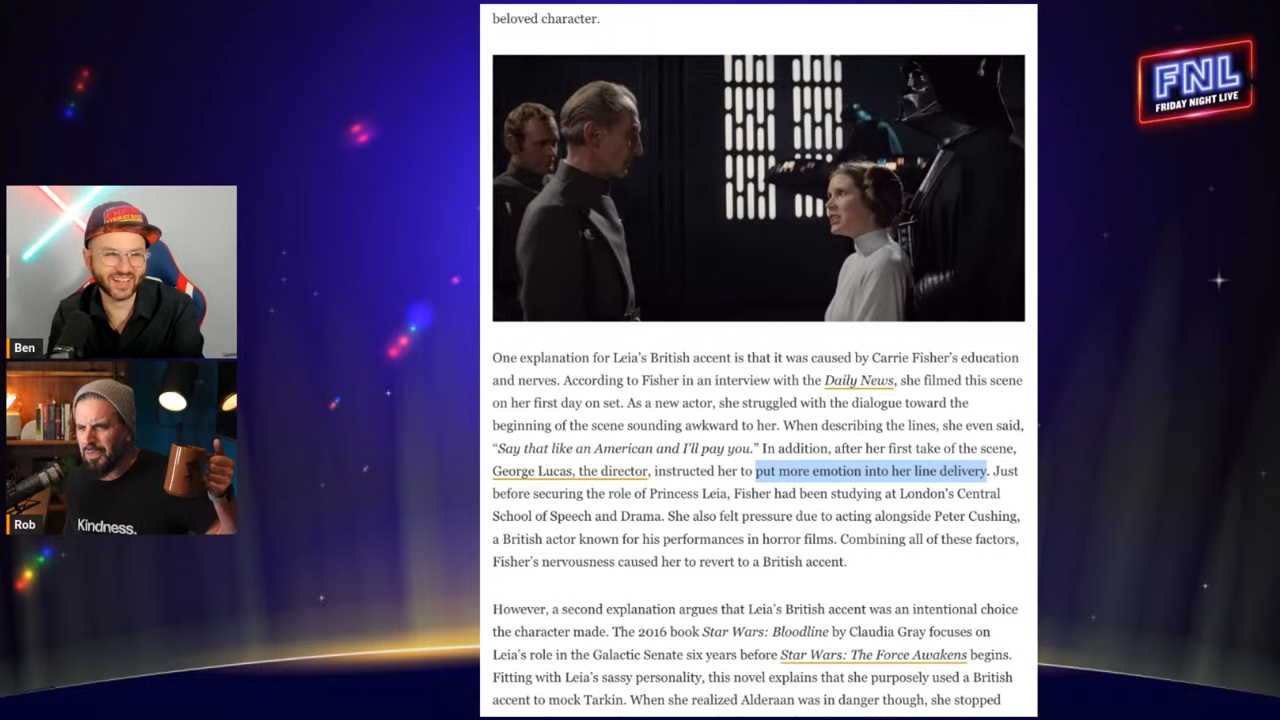 beloved character.
FNL
FRIDAY NIGHT LIVE
Ben
Rob
Kindness.
One explanation for Leia's British accent is that it was caused by Carrie Fisher's education
and nerves. According to Fisher in an interview with the Daily News, she filmed this scene
on her first day on set. As a new actor, she struggled with the dialogue toward the
beginning of the scene sounding awkward to her. When describing the lines, she even said,
“Say that like an American and I'll pay you.” In addition, after her first take of the scene,
George Lucas, the director, instructed her to put more emotion into her line delivery. Just
before securing the role of Princess Leia, Fisher had been studying at London's Central
School of Speech and Drama. She also felt pressure due to acting alongside Peter Cushing,
a British actor known for his performances in horror films. Combining all of these factors,
Fisher's nervousness caused her to revert to a British accent.
However, a second explanation argues that Leia's British accent was an intentional choice
the character made. The 2016 book Star Wars: Bloodline by Claudia Gray focuses on
Leia's role in the Galactic Senate six years before Star Wars: The Force Awakens begins.
Fitting with Leia's sassy personality, this novel explains that she purposely used a British
accent to mock Tarkin. When she realized Alderaan was in danger though, she stopped